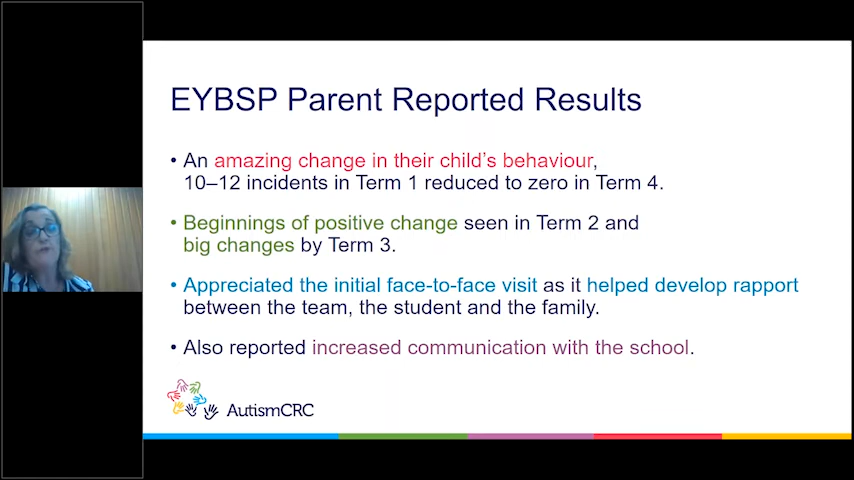 EYBSP Parent Reported Results
• An amazing change in their child's behaviour,
10–12 incidents in Term 1 reduced to zero in Term 4.
• Beginnings of positive change seen in Term 2 and
big changes by Term 3.
• Appreciated the initial face-to-face visit as it helped develop rapport
between the team, the student and the family.
• Also reported increased communication with the school.
AutismCRC